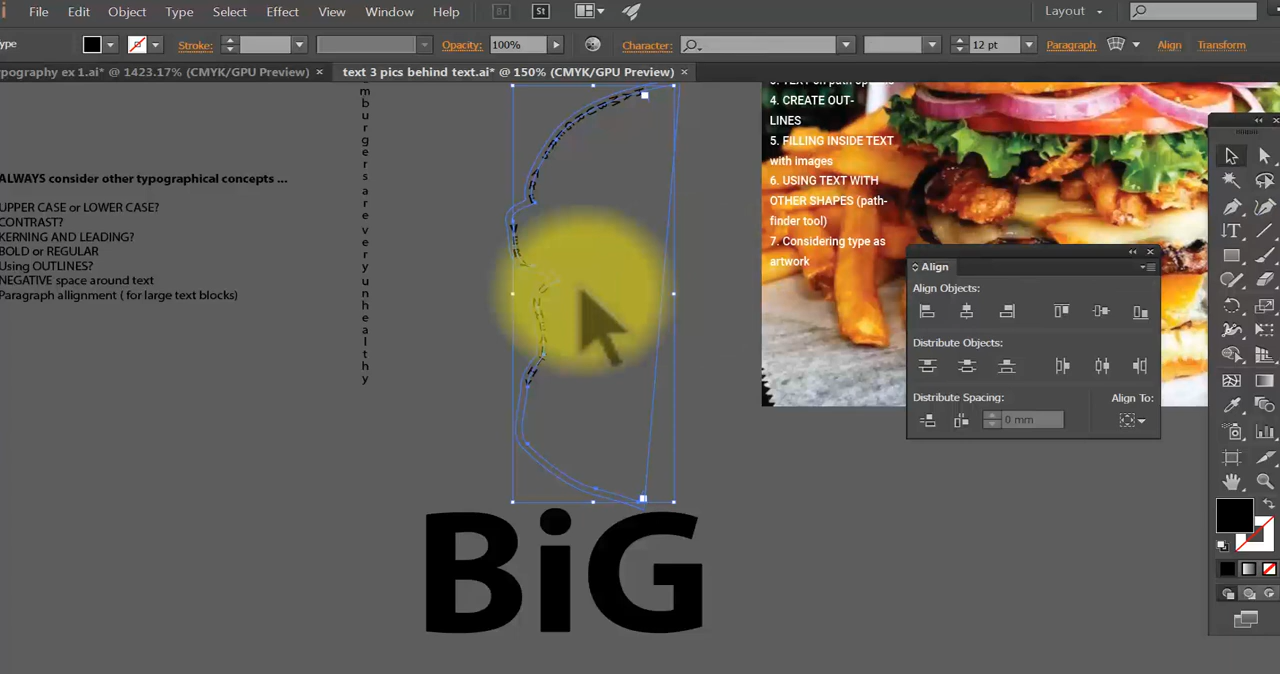 File Edit Object Type Select Effect View Window Help Br St Layout
ype Stroke: Opacity: 100% Character: 12 pt Paragraph Align Transform
ypography ex 1.ai* @ 1423.17% (CMYK/GPU Preview) × text 3 pics behind text.ai* @ 150% (CMYK/GPU Preview) ×
m
b
u
r
g
e
r
s
a
r
e
v
e
r
y
u
n
h
e
a
l
t
h
y
ALWAYS consider other typographical concepts ...
UPPER CASE or LOWER CASE?
CONTRAST?
KERNING AND LEADING?
BOLD or REGULAR
Using OUTLINES?
NEGATIVE space around text
Paragraph allignment ( for large text blocks)
4. CREATE OUT-
LINES
5. FILLING INSIDE TEXT
with images
6. USING TEXT WITH
OTHER SHAPES (path-
finder tool)
7. Considering type as
artwork
Align
Align Objects:
Distribute Objects:
Distribute Spacing: Align To:
0 mm
BiG